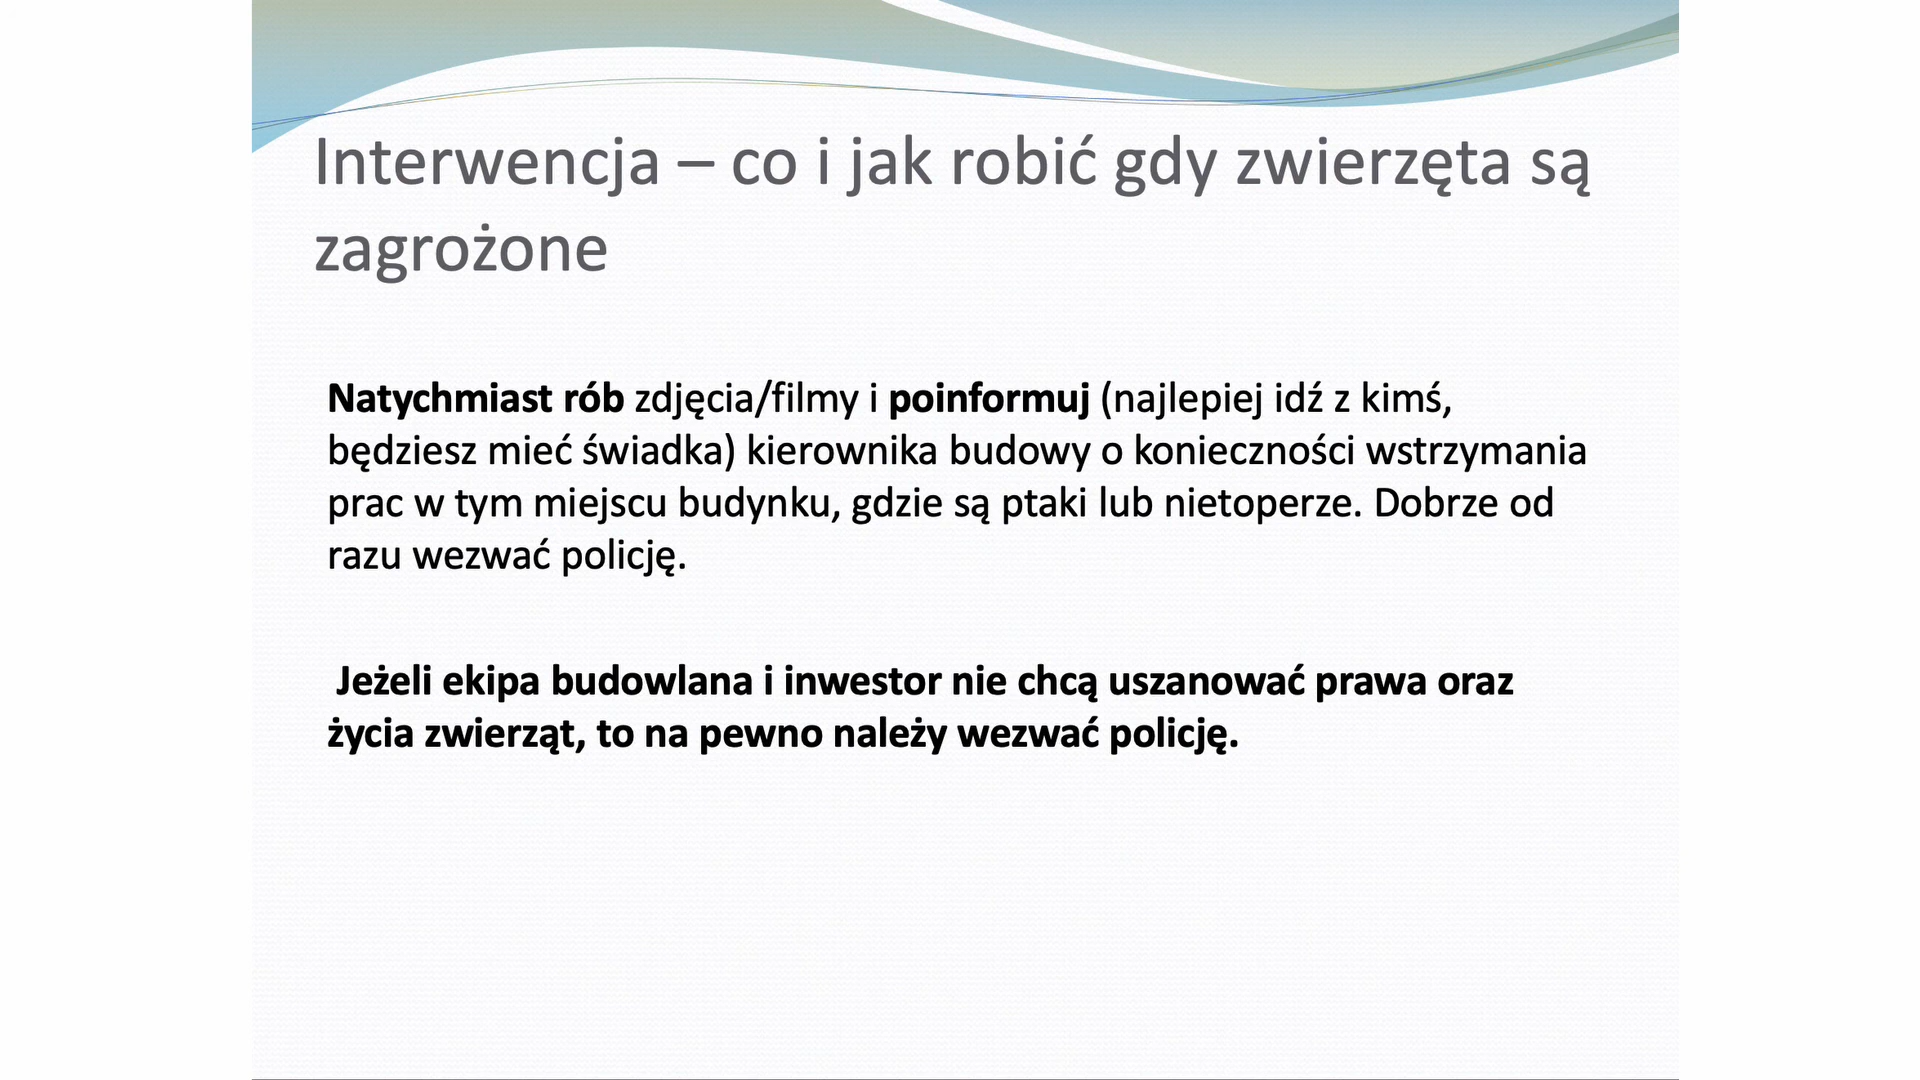 Interwencja – co i jak robić gdy zwierzęta są
zagrożone
Natychmiast rób zdjęcia/filmy i poinformuj (najlepiej idź z kimś,
będziesz mieć świadka) kierownika budowy o konieczności wstrzymania
prac w tym miejscu budynku, gdzie są ptaki lub nietoperze. Dobrze od
razu wezwać policję.
Jeżeli ekipa budowlana i inwestor nie chcą uszanować prawa oraz
życia zwierząt, to na pewno należy wezwać policję.